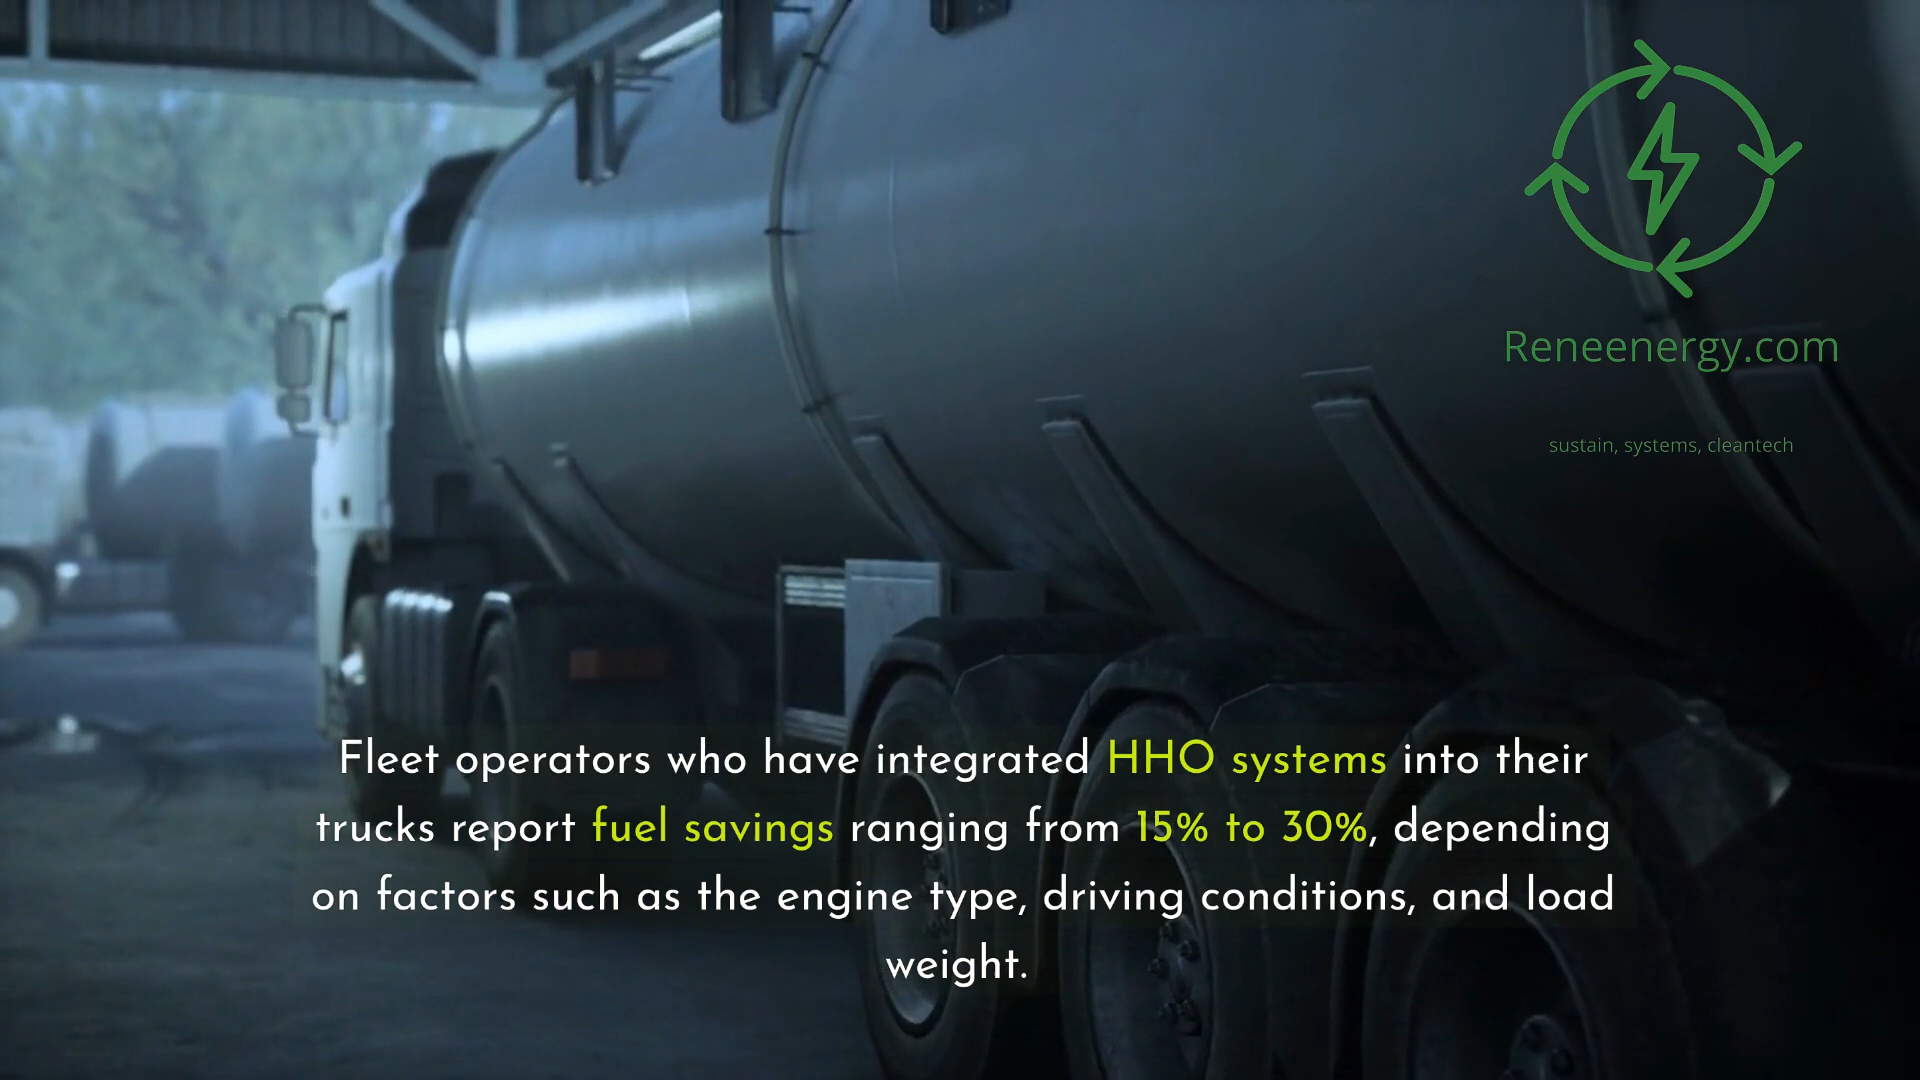 Reneenergy.com
sustain, systems, cleantech
Fleet operators who have integrated HHO systems into their
trucks report fuel savings ranging from 15% to 30%, depending
on factors such as the engine type, driving conditions, and load
weight.